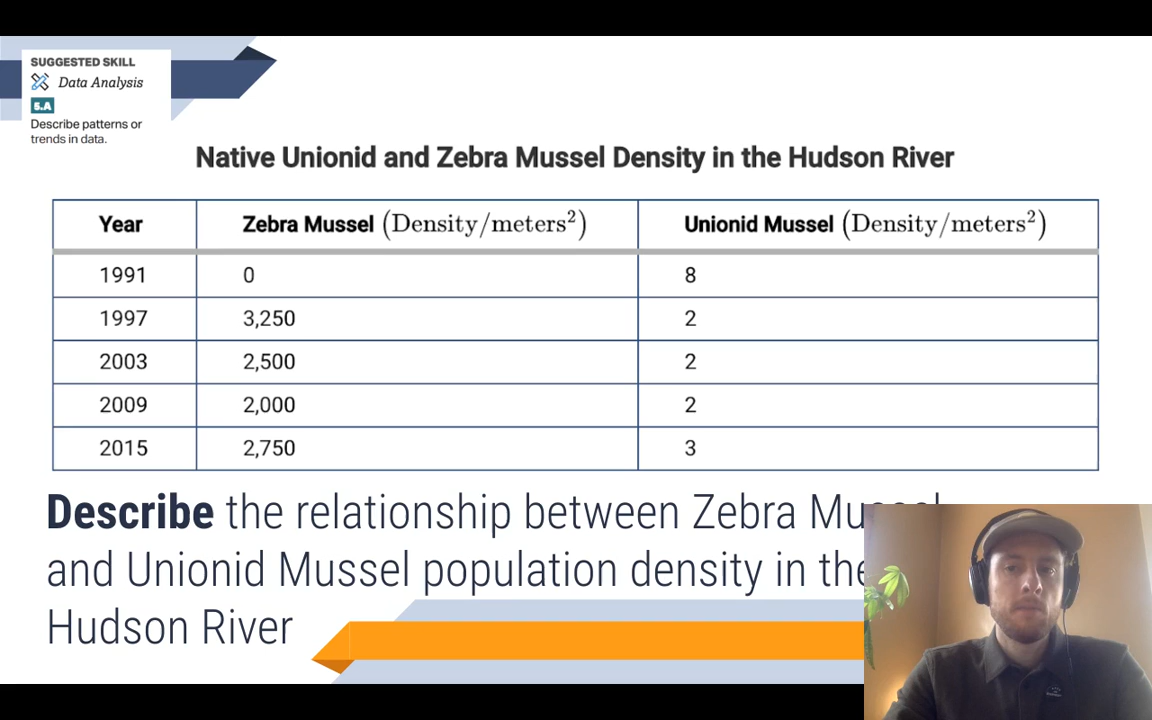 SUGGESTED SKILL
Data Analysis
5.A
Describe patterns or
trends in data.
Native Unionid and Zebra Mussel Density in the Hudson River
Year Zebra Mussel (Density/meters²) Unionid Mussel (Density/meters²)
1991 0 8
1997 3,250 2
2003 2,500 2
2009 2,000 2
2015 2,750 3
Describe the relationship between Zebra Mussel
and Unionid Mussel population density in the
Hudson River